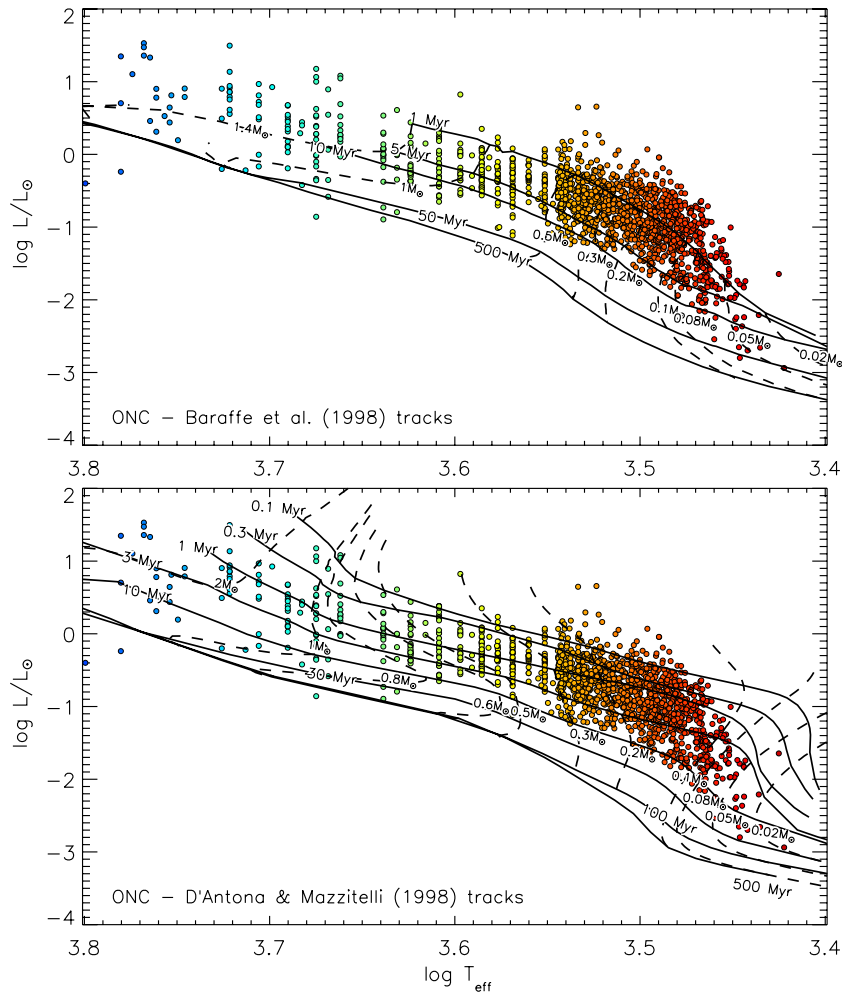 2
1
0
−1
−2
−3
−4
log L/L☉
1 Myr
1.4M☉
10 Myr
5 Myr
1M☉
50 Myr
500 Myr
0.5M☉
0.3M☉
0.2M☉
0.1M☉
0.08M☉
0.05M☉
0.02M☉
ONC − Baraffe et al. (1998) tracks
3.8 3.7 3.6 3.5 3.4
2
1
0
−1
−2
−3
−4
log L/L☉
0.1 Myr
0.3 Myr
1 Myr
3 Myr
2M☉
10 Myr
1M☉
30 Myr
0.8M☉
0.6M☉
0.5M☉
0.3M☉
0.2M☉
0.1M☉
0.08M☉
0.05M☉
0.02M☉
100 Myr
500 Myr
ONC − D'Antona & Mazzitelli (1998) tracks
3.8 3.7 3.6 3.5 3.4
log Teff